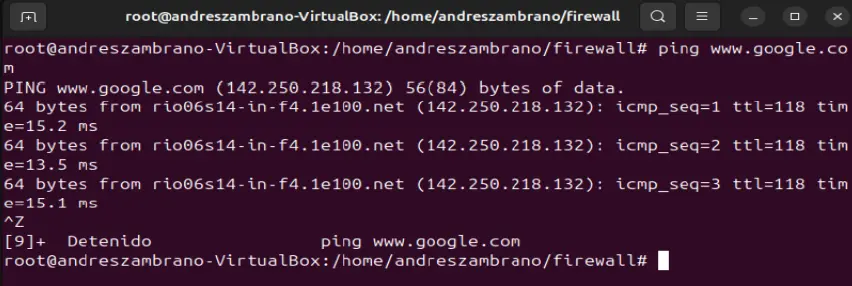 root@andreszambrano-VirtualBox: /home/andreszambrano/firewall
root@andreszambrano-VirtualBox:/home/andreszambrano/firewall# ping www.google.co
m
PING www.google.com (142.250.218.132) 56(84) bytes of data.
64 bytes from rio06s14-in-f4.1e100.net (142.250.218.132): icmp_seq=1 ttl=118 tim
e=15.2 ms
64 bytes from rio06s14-in-f4.1e100.net (142.250.218.132): icmp_seq=2 ttl=118 tim
e=13.5 ms
64 bytes from rio06s14-in-f4.1e100.net (142.250.218.132): icmp_seq=3 ttl=118 tim
e=15.1 ms
^Z
[9]+  Detenido                ping www.google.com
root@andreszambrano-VirtualBox:/home/andreszambrano/firewall#